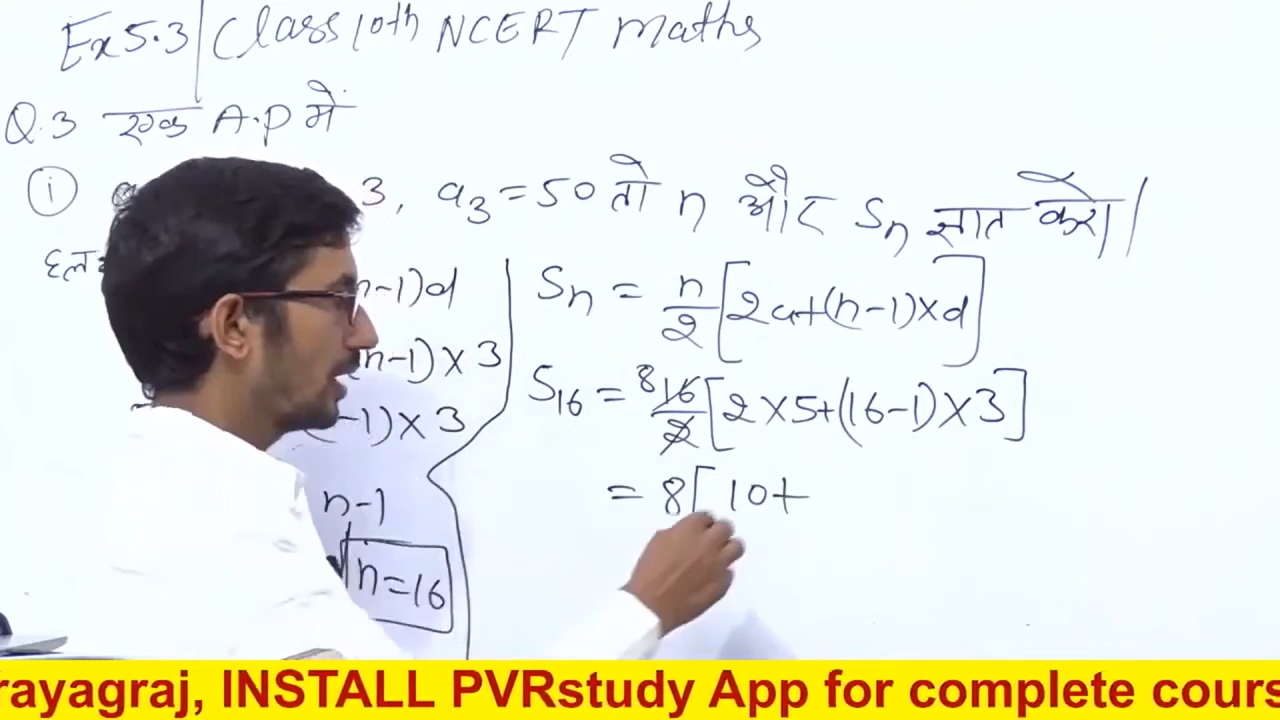 Ex 5.3 | Class 10th NCERT maths
Q.3 एक A.P में
(i) 3, a₃ = 50 तो n और Sₙ ज्ञात करो।
हल:
n-1)d
(n-1)×3
-1)×3
n-1
n=16
Sₙ = n/2 [2a+(n-1)×d]
S₁₆ = 8 16/2 [2×5+(16-1)×3]
= 8[10+
rayagraj, INSTALL PVRstudy App for complete cours